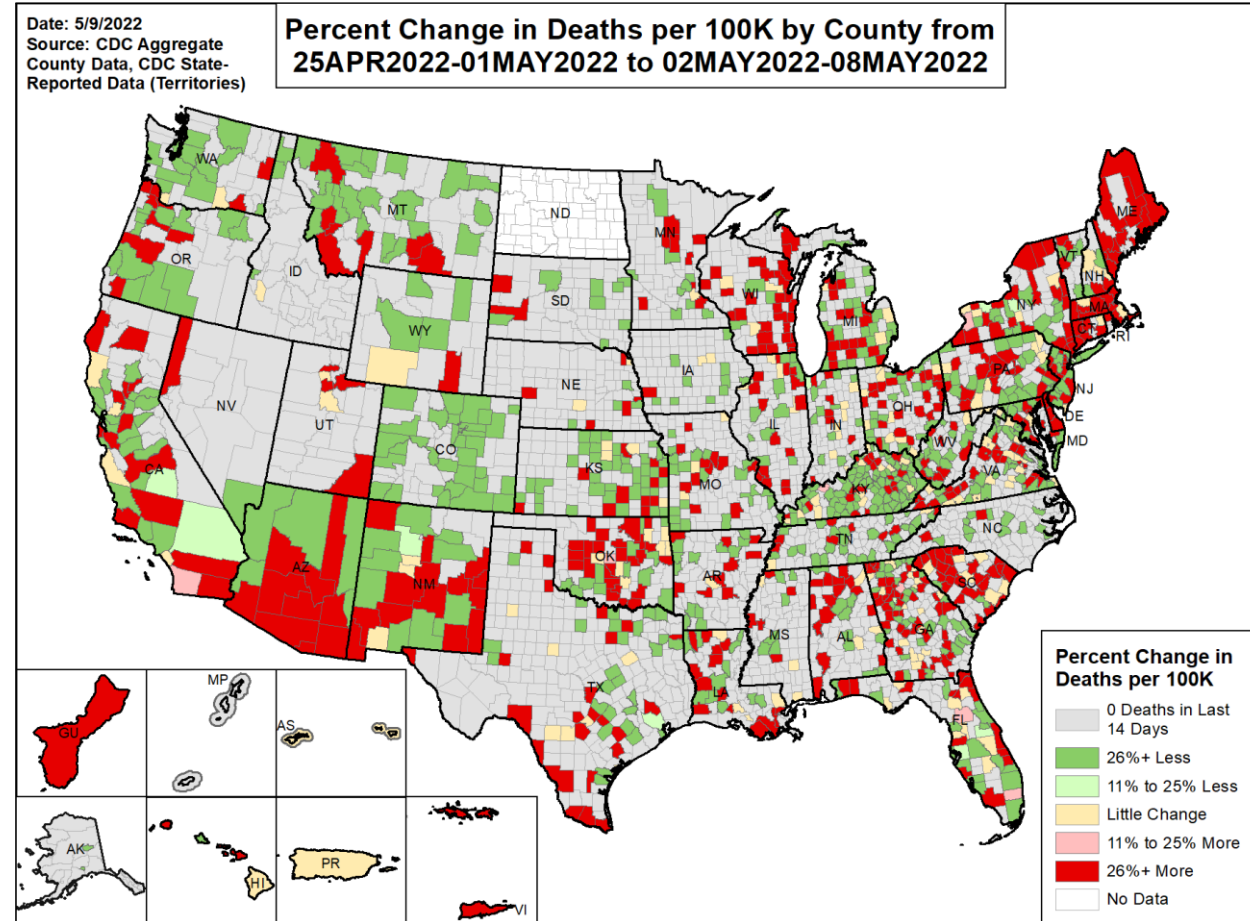 Date: 5/9/2022
Source: CDC Aggregate
County Data, CDC State-
Reported Data (Territories)
Percent Change in Deaths per 100K by County from
25APR2022-01MAY2022 to 02MAY2022-08MAY2022
WA
MT
ND
MN
ME
OR
ID
SD
WI
MI
VT
NH
NY
MA
CT
RI
WY
IA
NE
PA
NJ
NV
UT
CO
IL
IN
OH
DE
MD
WV
VA
CA
KS
MO
KY
AZ
NM
OK
AR
TN
NC
SC
MS
AL
GA
TX
LA
FL
GU
MP
AS
AK
HI
PR
VI
Percent Change in
Deaths per 100K
0 Deaths in Last
14 Days
26%+ Less
11% to 25% Less
Little Change
11% to 25% More
26%+ More
No Data